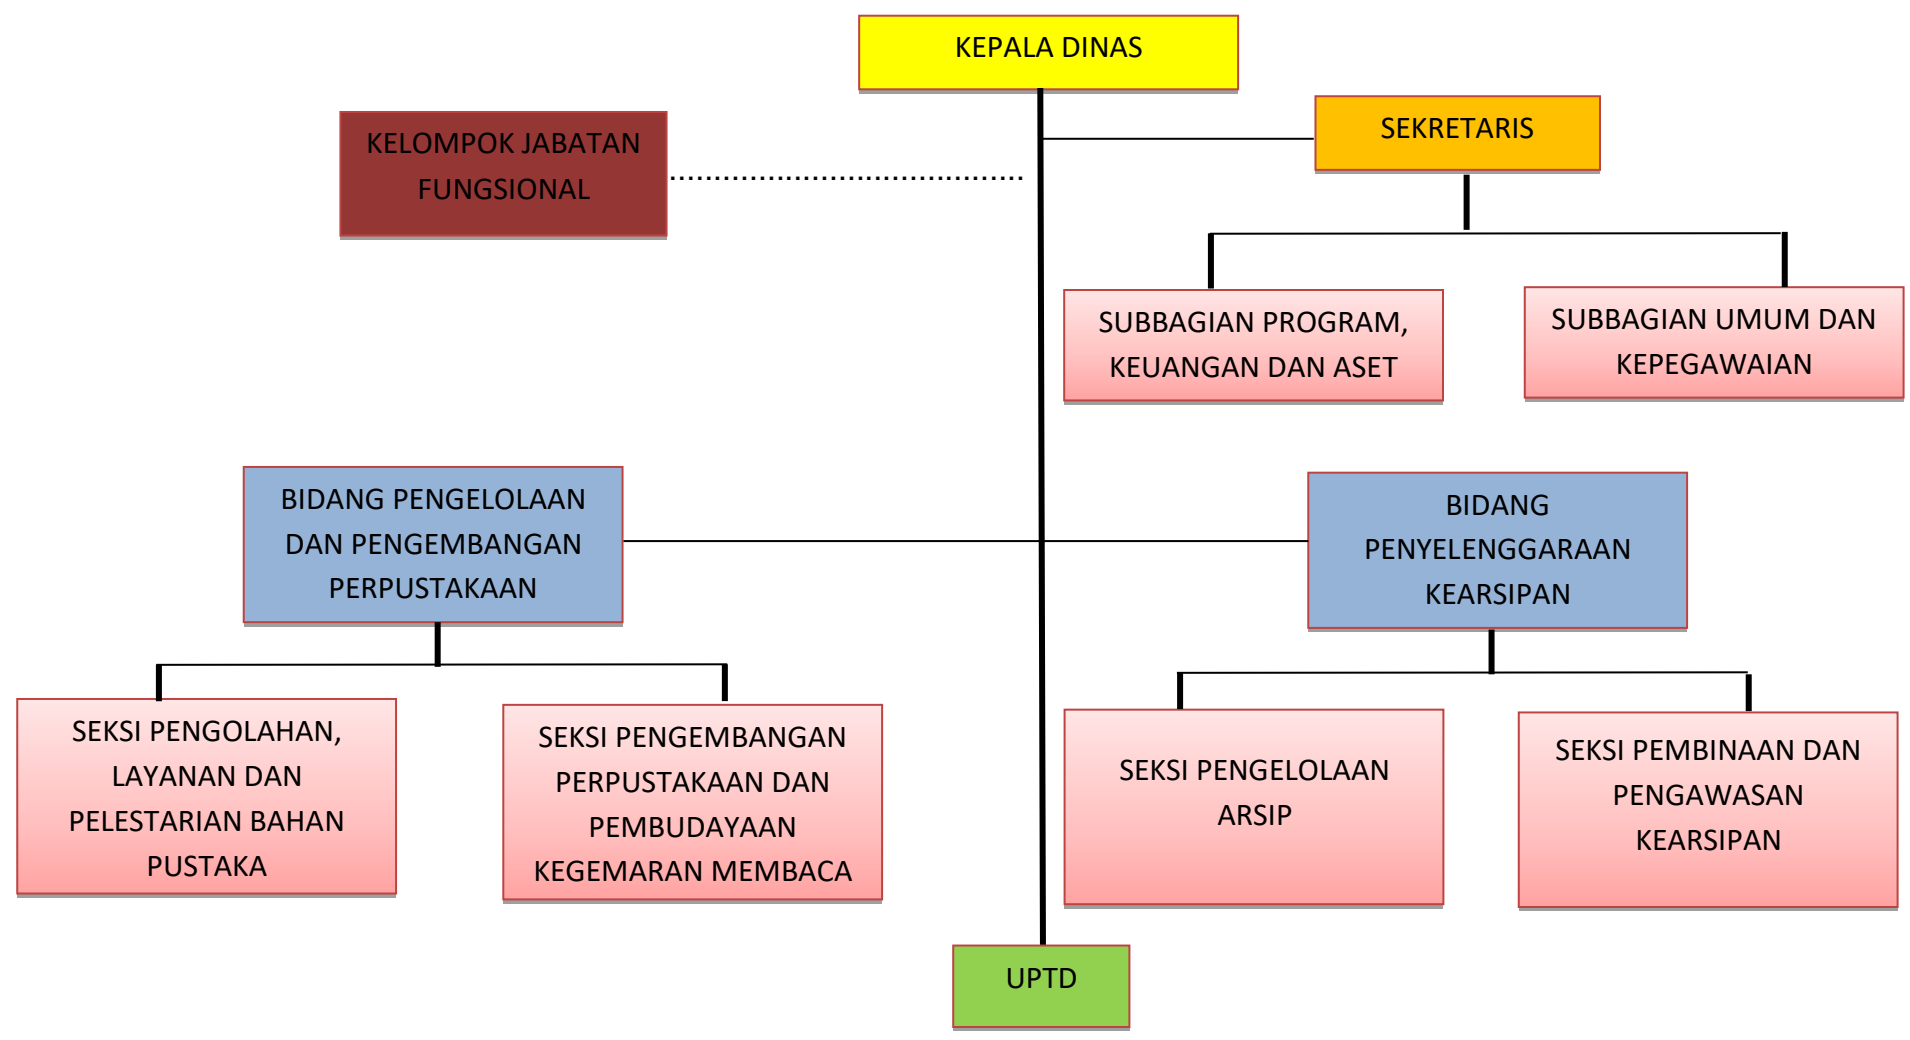 KEPALA DINAS
SEKRETARIS
KELOMPOK JABATAN
FUNGSIONAL
SUBBAGIAN PROGRAM,
KEUANGAN DAN ASET
SUBBAGIAN UMUM DAN
KEPEGAWAIAN
BIDANG PENGELOLAAN
DAN PENGEMBANGAN
PERPUSTAKAAN
BIDANG
PENYELENGGARAAN
KEARSIPAN
SEKSI PENGOLAHAN,
LAYANAN DAN
PELESTARIAN BAHAN
PUSTAKA
SEKSI PENGEMBANGAN
PERPUSTAKAAN DAN
PEMBUDAYAAN
KEGEMARAN MEMBACA
SEKSI PENGELOLAAN
ARSIP
SEKSI PEMBINAAN DAN
PENGAWASAN
KEARSIPAN
UPTD